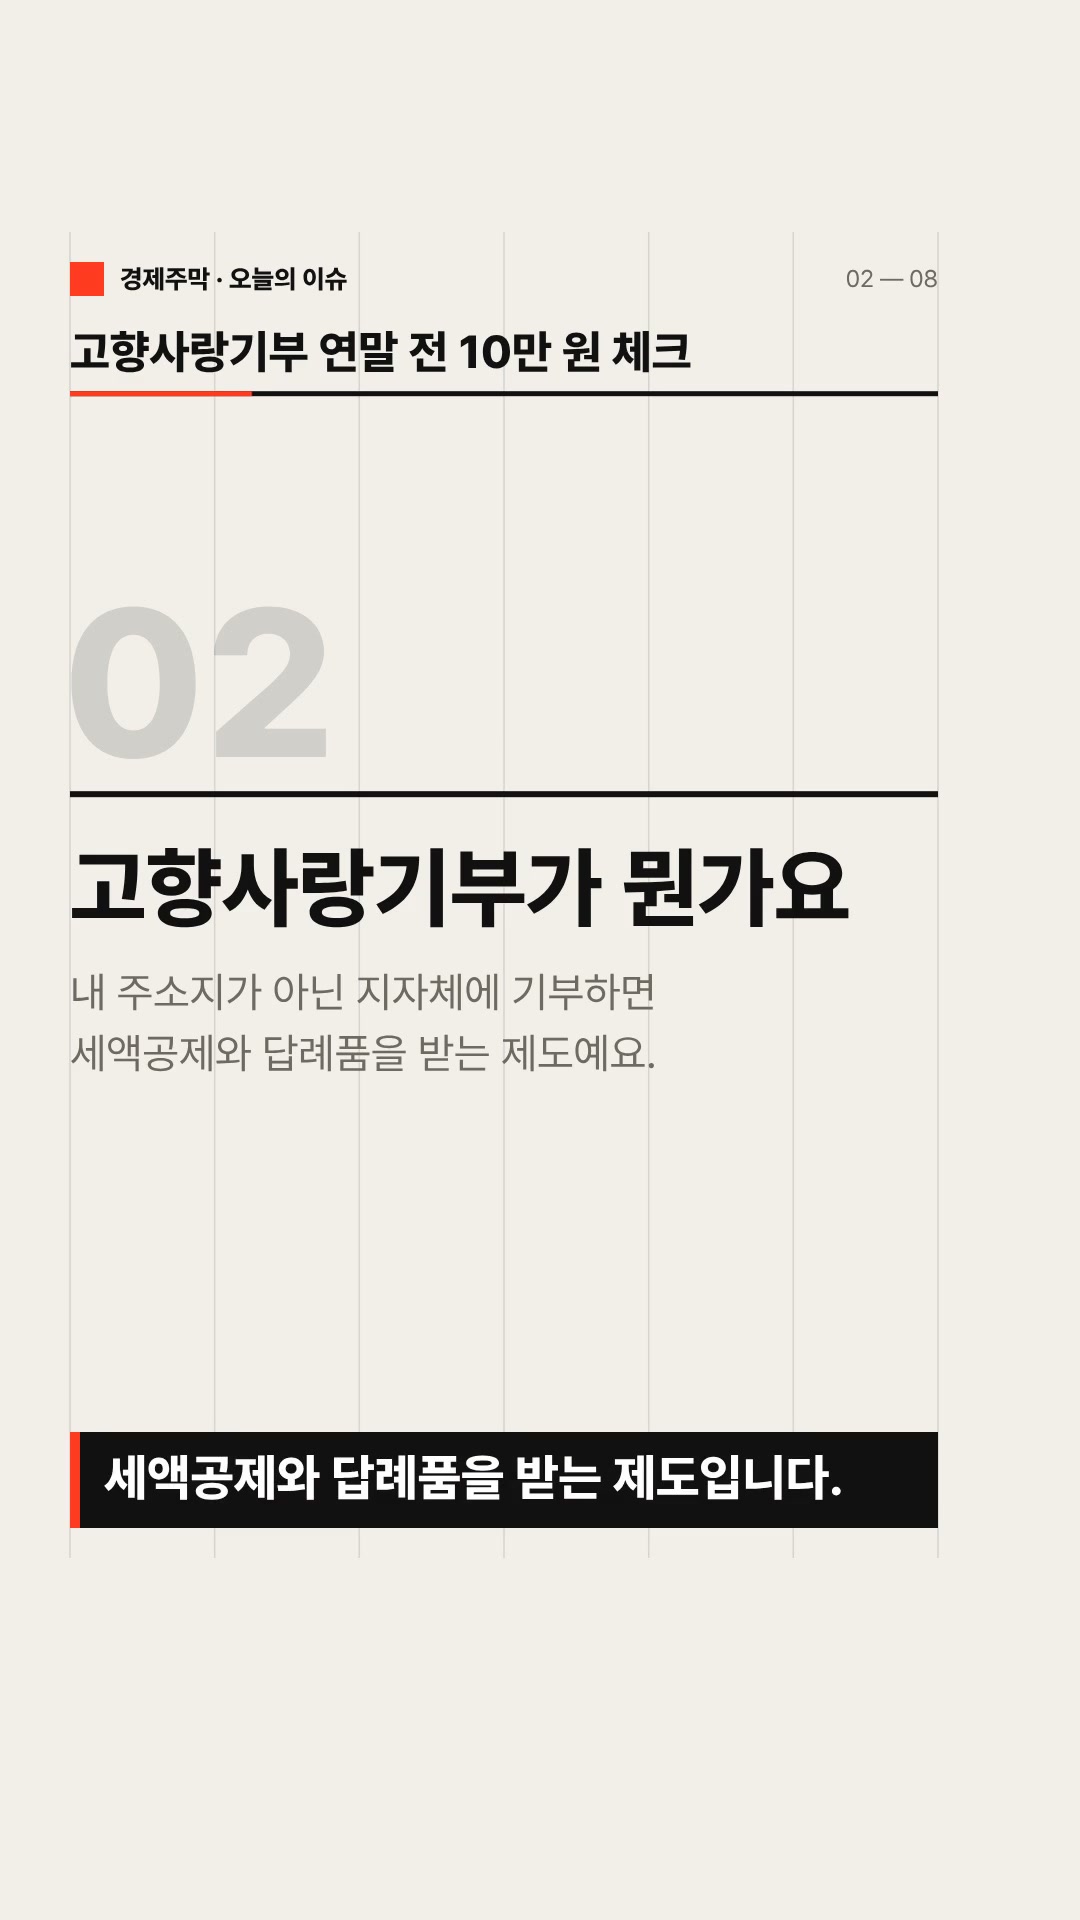 경제주막 · 오늘의 이슈
02 — 08
고향사랑기부 연말 전 10만 원 체크
02
고향사랑기부가 뭔가요
내 주소지가 아닌 지자체에 기부하면
세액공제와 답례품을 받는 제도예요.
세액공제와 답례품을 받는 제도입니다.